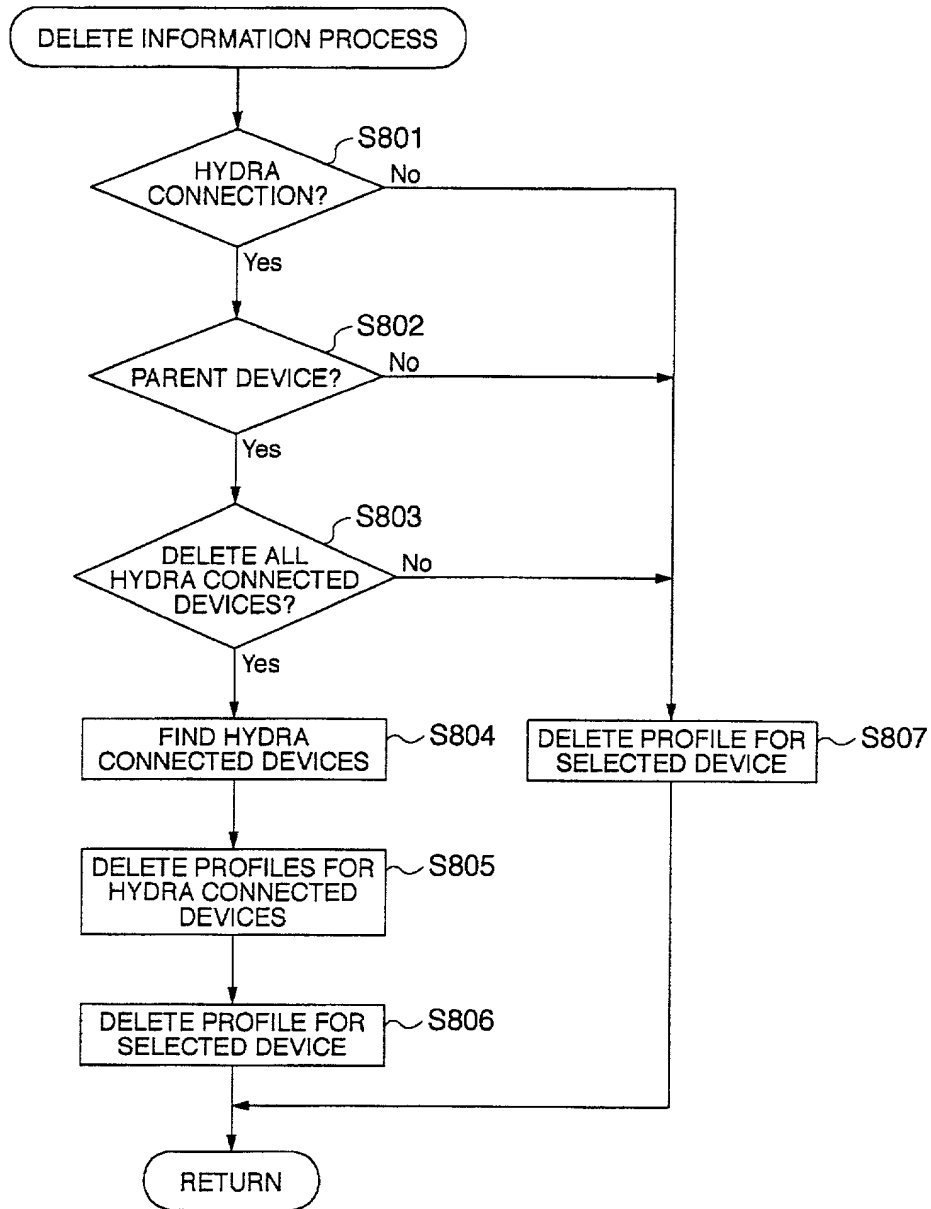 DELETE INFORMATION PROCESS
S801
HYDRA
CONNECTION?
No
Yes
S802
PARENT DEVICE?
No
Yes
S803
DELETE ALL
HYDRA CONNECTED
DEVICES?
No
Yes
FIND HYDRA
CONNECTED DEVICES
S804
DELETE PROFILE FOR
SELECTED DEVICE
S807
DELETE PROFILES FOR
HYDRA CONNECTED
DEVICES
S805
DELETE PROFILE FOR
SELECTED DEVICE
S806
RETURN